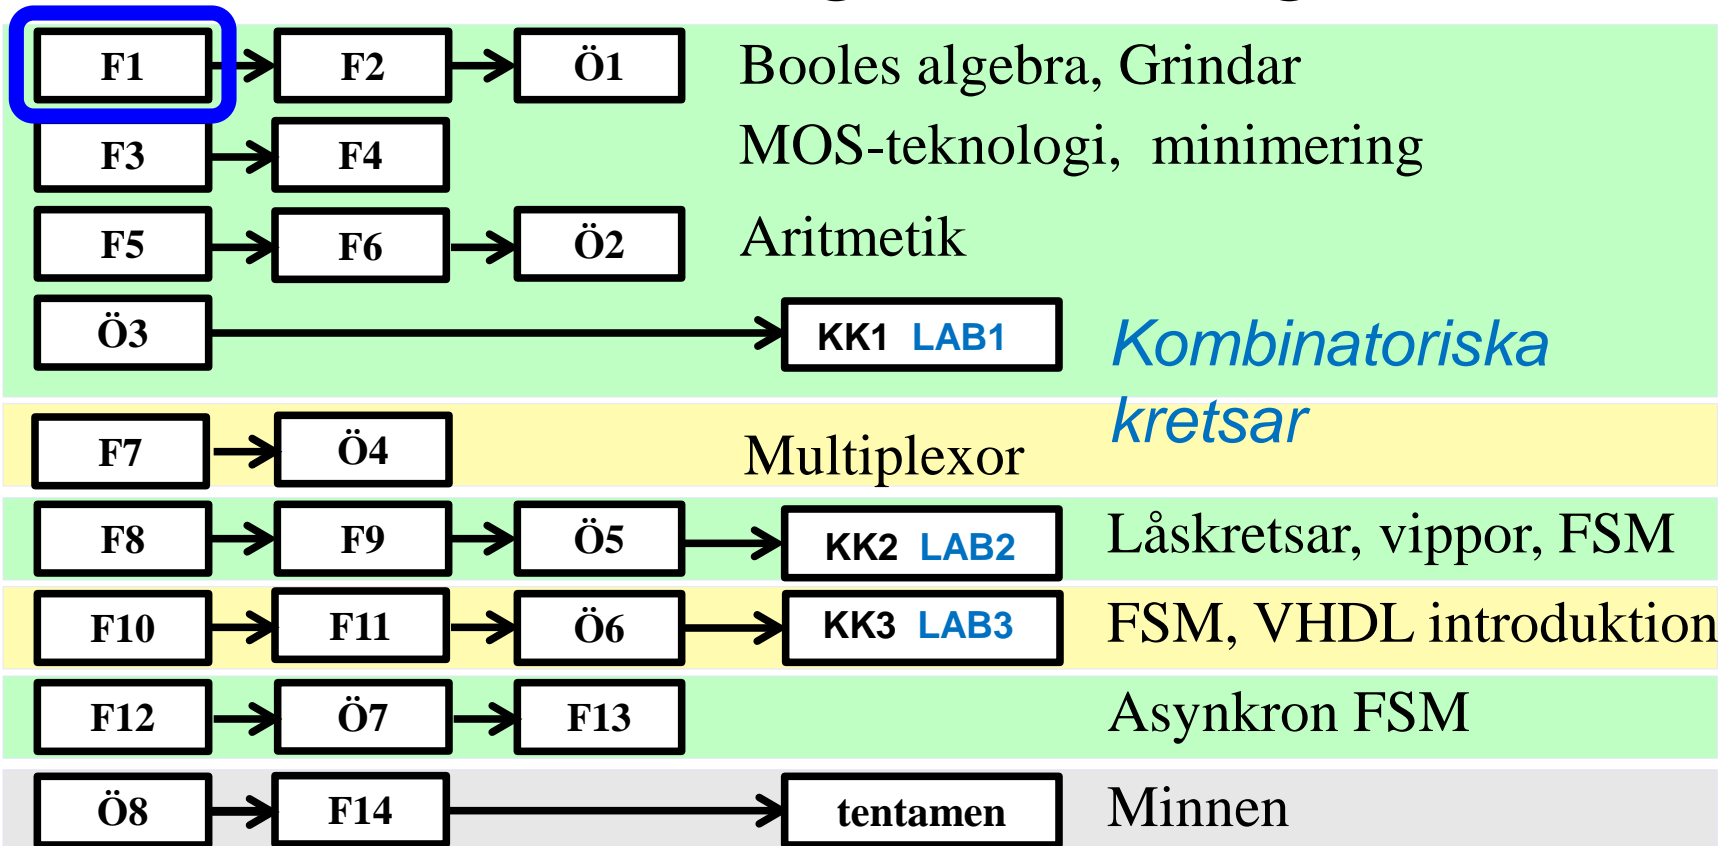 F1 F2 Ö1 Booles algebra, Grindar
F3 F4 MOS-teknologi, minimering
F5 F6 Ö2 Aritmetik
Ö3 KK1 LAB1 Kombinatoriska
kretsar
F7 Ö4 Multiplexor
F8 F9 Ö5 KK2 LAB2 Låskretsar, vippor, FSM
F10 F11 Ö6 KK3 LAB3 FSM, VHDL introduktion
F12 Ö7 F13 Asynkron FSM
Ö8 F14 tentamen Minnen